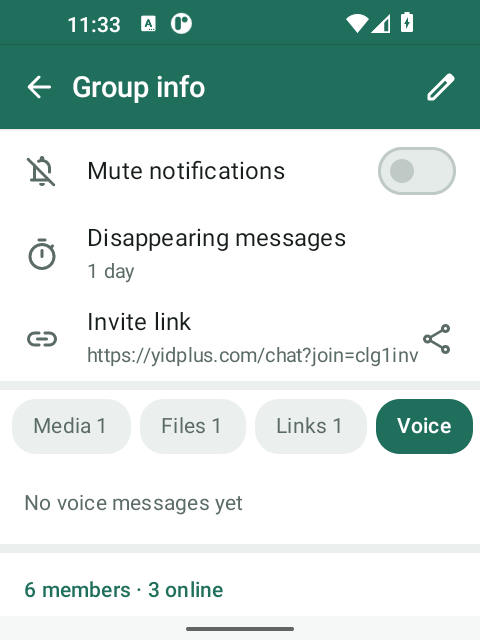 11:33
Group info
Mute notifications
Disappearing messages
1 day
Invite link
https://yidplus.com/chat?join=clg1inv
Media 1
Files 1
Links 1
Voice
No voice messages yet
6 members · 3 online